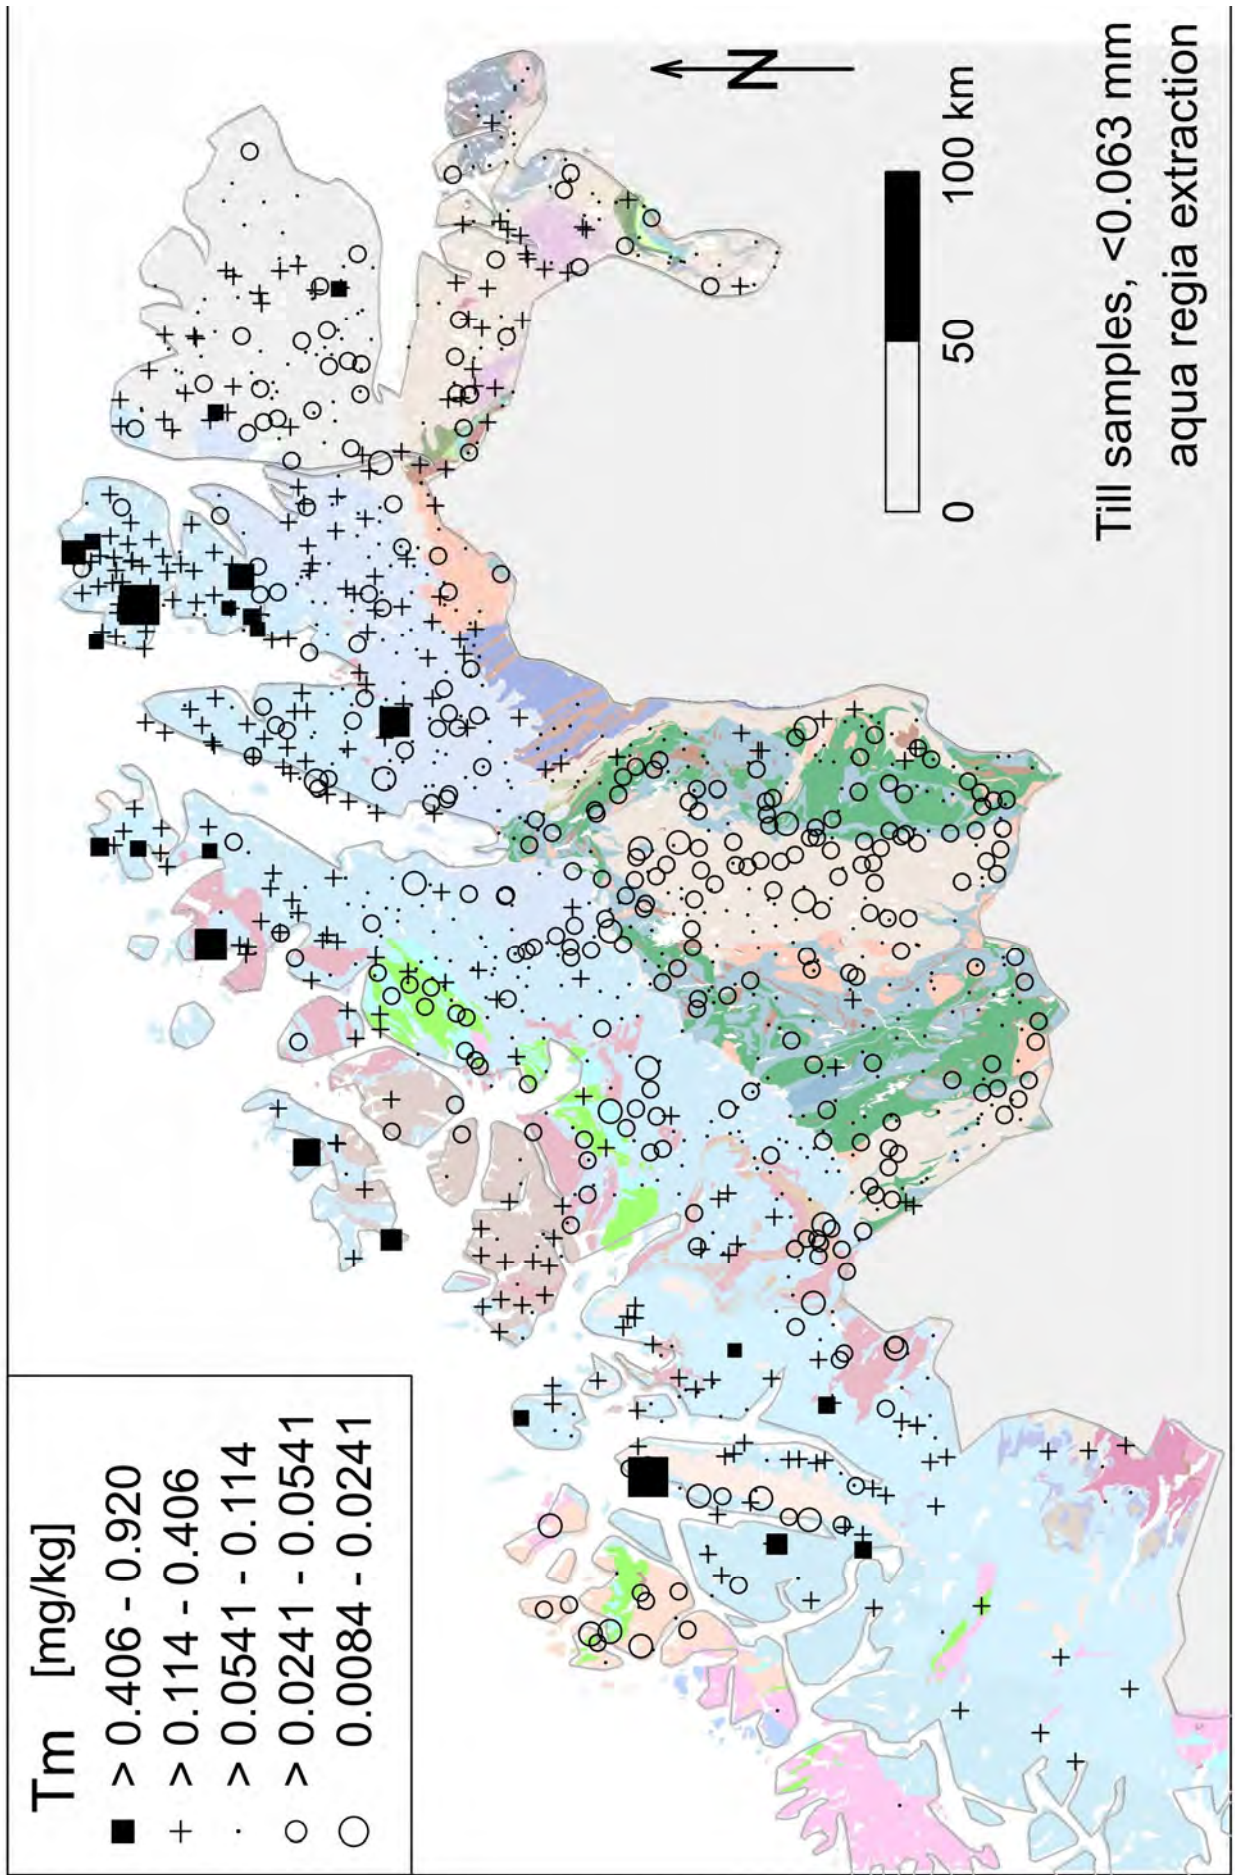 Tm [mg/kg]
> 0.406 - 0.920
> 0.114 - 0.406
> 0.0541 - 0.114
> 0.0241 - 0.0541
0.0084 - 0.0241
N
0 50 100 km
Till samples, <0.063 mm
aqua regia extraction